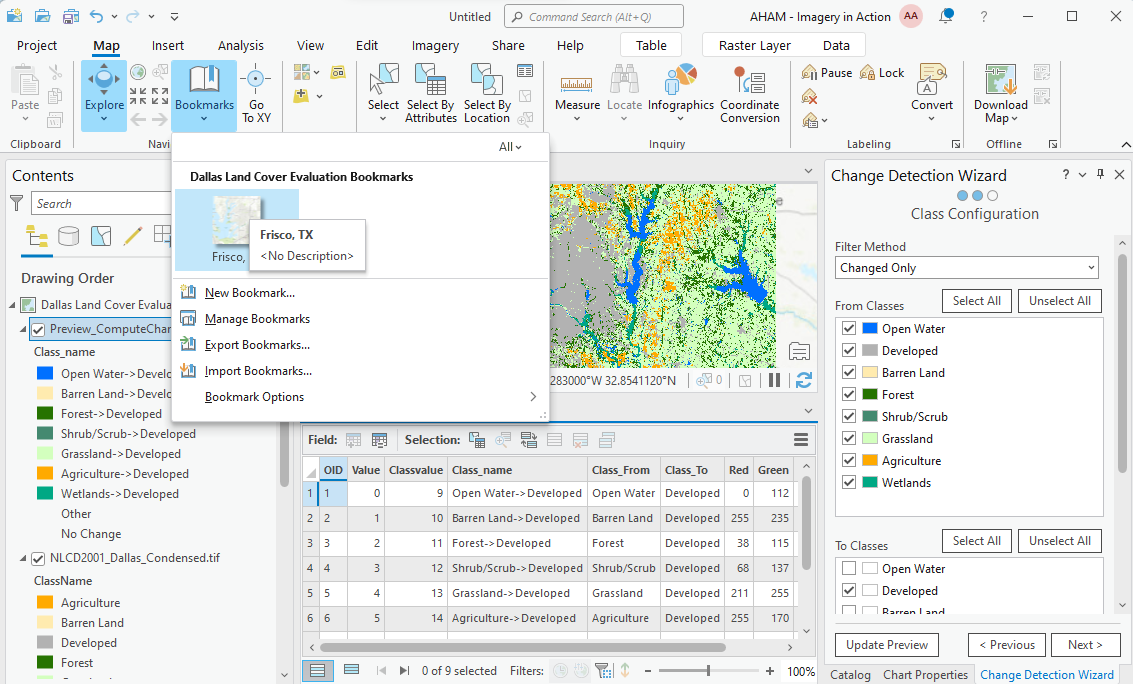 Untitled
Command Search (Alt+Q)
AHAM - Imagery in Action
AA
?
Project
Map
Insert
Analysis
View
Edit
Imagery
Share
Help
Table
Raster Layer
Data
Paste
Clipboard
Explore
Bookmarks
Go
To XY
Navi
Select
Select By
Attributes
Select By
Location
Measure
Locate
Infographics
Coordinate
Conversion
Inquiry
Pause
Lock
Convert
Labeling
Download
Map
Offline
All
Dallas Land Cover Evaluation Bookmarks
Frisco,
Frisco, TX
<No Description>
New Bookmark...
Manage Bookmarks
Export Bookmarks...
Import Bookmarks...
Bookmark Options
Contents
Search
Drawing Order
Dallas Land Cover Evalua
Preview_ComputeChan
Class_name
Open Water->Develo
Barren Land->Develo
Forest->Developed
Shrub/Scrub->Developed
Grassland->Developed
Agriculture->Developed
Wetlands->Developed
Other
No Change
NLCD2001_Dallas_Condensed.tif
ClassName
Agriculture
Barren Land
Developed
Forest
283000°W 32.8541120°N
0
Field:
Selection:
OID Value Classvalue Class_name Class_From Class_To Red Green
1 1 0 9 Open Water->Developed Open Water Developed 0 112
2 2 1 10 Barren Land->Developed Barren Land Developed 255 235
3 3 2 11 Forest->Developed Forest Developed 38 115
4 4 3 12 Shrub/Scrub->Developed Shrub/Scrub Developed 68 137
5 5 4 13 Grassland->Developed Grassland Developed 211 255
6 6 5 14 Agriculture->Developed Agriculture Developed 255 170
0 of 9 selected
Filters:
100%
Change Detection Wizard
?
Class Configuration
Filter Method
Changed Only
From Classes
Select All
Unselect All
Open Water
Developed
Barren Land
Forest
Shrub/Scrub
Grassland
Agriculture
Wetlands
To Classes
Select All
Unselect All
Open Water
Developed
Barren Land
Update Preview
< Previous
Next >
Catalog
Chart Properties
Change Detection Wizard